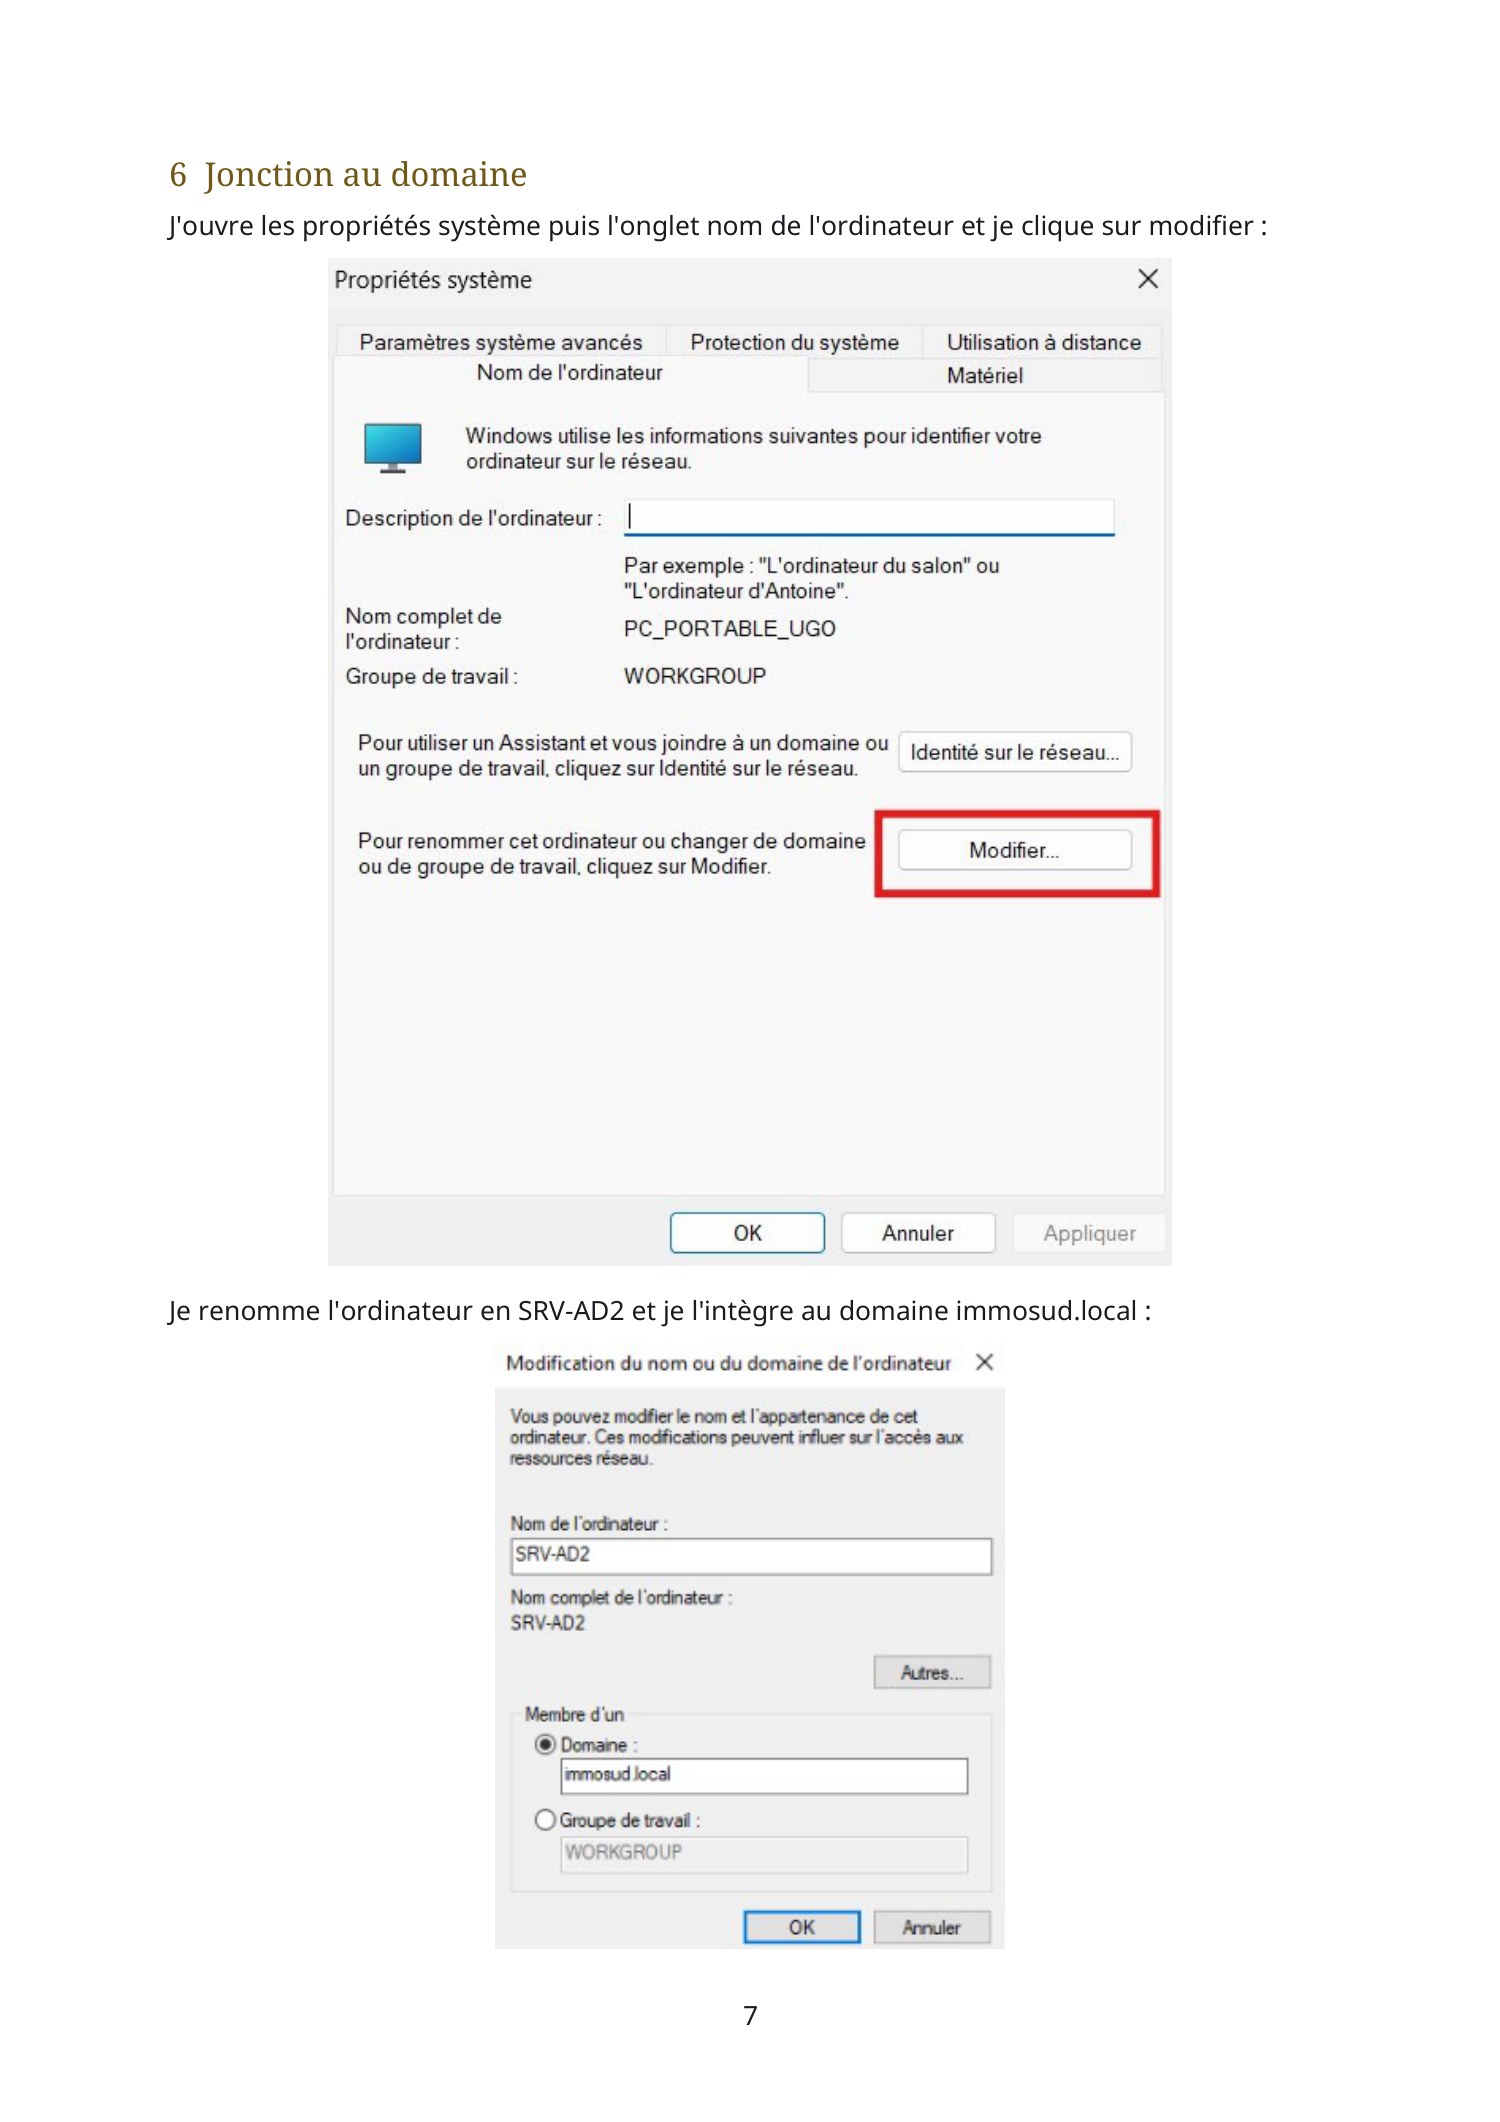 6 Jonction au domaine
J'ouvre les propriétés système puis l'onglet nom de l'ordinateur et je clique sur modifier :
Propriétés système
Paramètres système avancés Protection du système Utilisation à distance
Nom de l'ordinateur Matériel
Windows utilise les informations suivantes pour identifier votre
ordinateur sur le réseau.
Description de l'ordinateur :
Par exemple : "L'ordinateur du salon" ou
"L'ordinateur d'Antoine".
Nom complet de
l'ordinateur :
PC_PORTABLE_UGO
Groupe de travail : WORKGROUP
Pour utiliser un Assistant et vous joindre à un domaine ou
un groupe de travail, cliquez sur Identité sur le réseau.
Identité sur le réseau...
Pour renommer cet ordinateur ou changer de domaine
ou de groupe de travail, cliquez sur Modifier.
Modifier...
OK Annuler Appliquer
Je renomme l'ordinateur en SRV-AD2 et je l'intègre au domaine immosud.local :
Modification du nom ou du domaine de l'ordinateur
Vous pouvez modifier le nom et l'appartenance de cet
ordinateur. Ces modifications peuvent influer sur l'accès aux
ressources réseau.
Nom de l'ordinateur :
SRV-AD2
Nom complet de l'ordinateur :
SRV-AD2
Autres...
Membre d'un
Domaine :
immosud.local
Groupe de travail :
WORKGROUP
OK Annuler
7